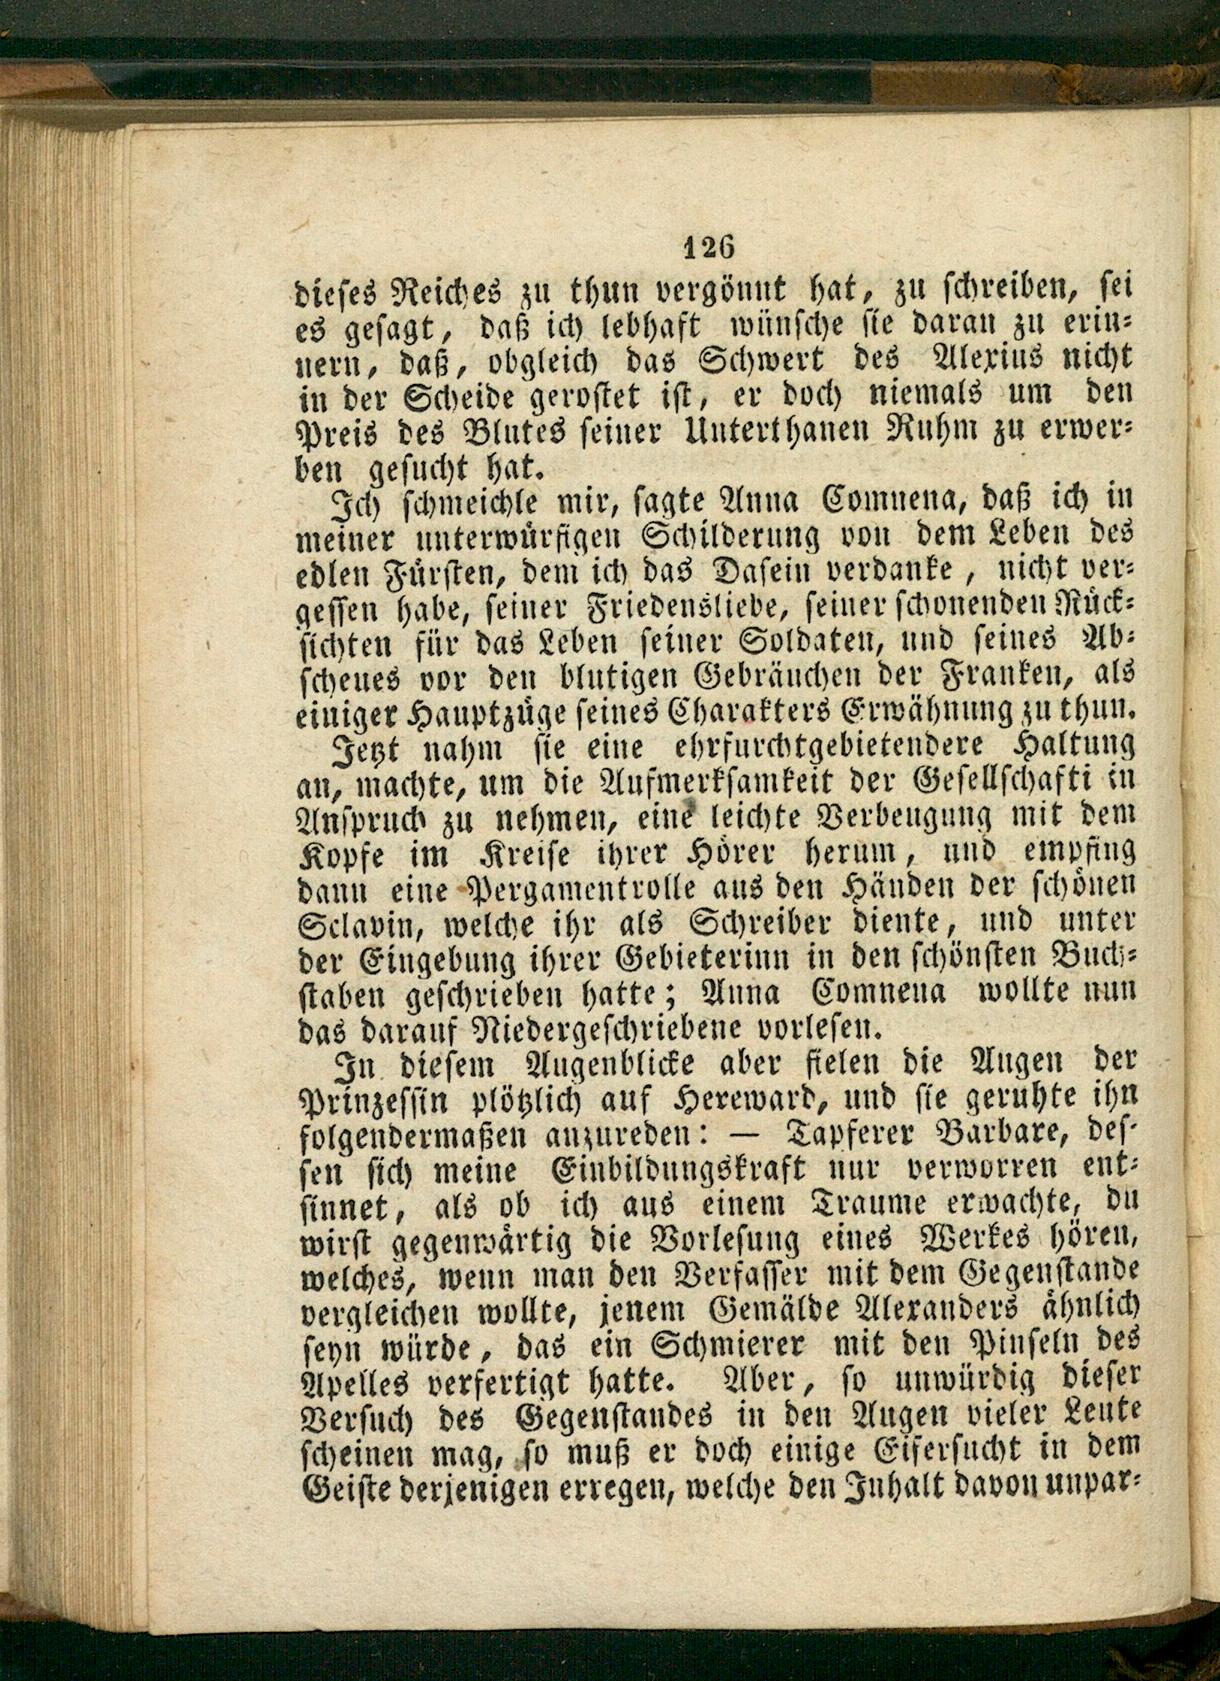 126
dieses Reiches zu thun vergönnt hat, zu schreiben, sei
es gesagt, daß ich lebhaft wünsche sie daran zu erin-
nern, daß, obgleich das Schwert des Alexius nicht
in der Scheide gerostet ist, er doch niemals um den
Preis des Blutes seiner Unterthanen Ruhm zu erwer-
ben gesucht hat.
Ich schmeichle mir, sagte Anna Comnena, daß ich in
meiner unterwürfigen Schilderung von dem Leben des
edlen Fürsten, dem ich das Dasein verdanke, nicht ver-
gessen habe, seiner Friedensliebe, seiner schonenden Rück-
sichten für das Leben seiner Soldaten, und seines Ab-
scheues vor den blutigen Gebräuchen der Franken, als
einiger Hauptzüge seines Charakters Erwähnung zu thun.
Jetzt nahm sie eine ehrfurchtgebietendere Haltung
an, machte, um die Aufmerksamkeit der Gesellschafti in
Anspruch zu nehmen, eine leichte Verbeugung mit dem
Kopfe im Kreise ihrer Hörer herum, und empfing
dann eine Pergamentrolle aus den Händen der schönen
Sclavin, welche ihr als Schreiber diente, und unter
der Eingebung ihrer Gebieterinn in den schönsten Buch-
staben geschrieben hatte; Anna Comnena wollte nun
das darauf Niedergeschriebene vorlesen.
In diesem Augenblicke aber fielen die Augen der
Prinzessin plötzlich auf Hereward, und sie geruhte ihn
folgendermaßen anzureden: — Tapferer Barbare, des-
sen sich meine Einbildungskraft nur verworren ent-
sinnet, als ob ich aus einem Traume erwachte, du
wirst gegenwärtig die Vorlesung eines Werkes hören,
welches, wenn man den Verfasser mit dem Gegenstande
vergleichen wollte, jenem Gemälde Alexanders ähnlich
seyn würde, das ein Schmierer mit den Pinseln des
Apelles verfertigt hatte. Aber, so unwürdig dieser
Versuch des Gegenstandes in den Augen vieler Leute
scheinen mag, so muß er doch einige Eifersucht in dem
Geiste derjenigen erregen, welche den Inhalt davon unpar-